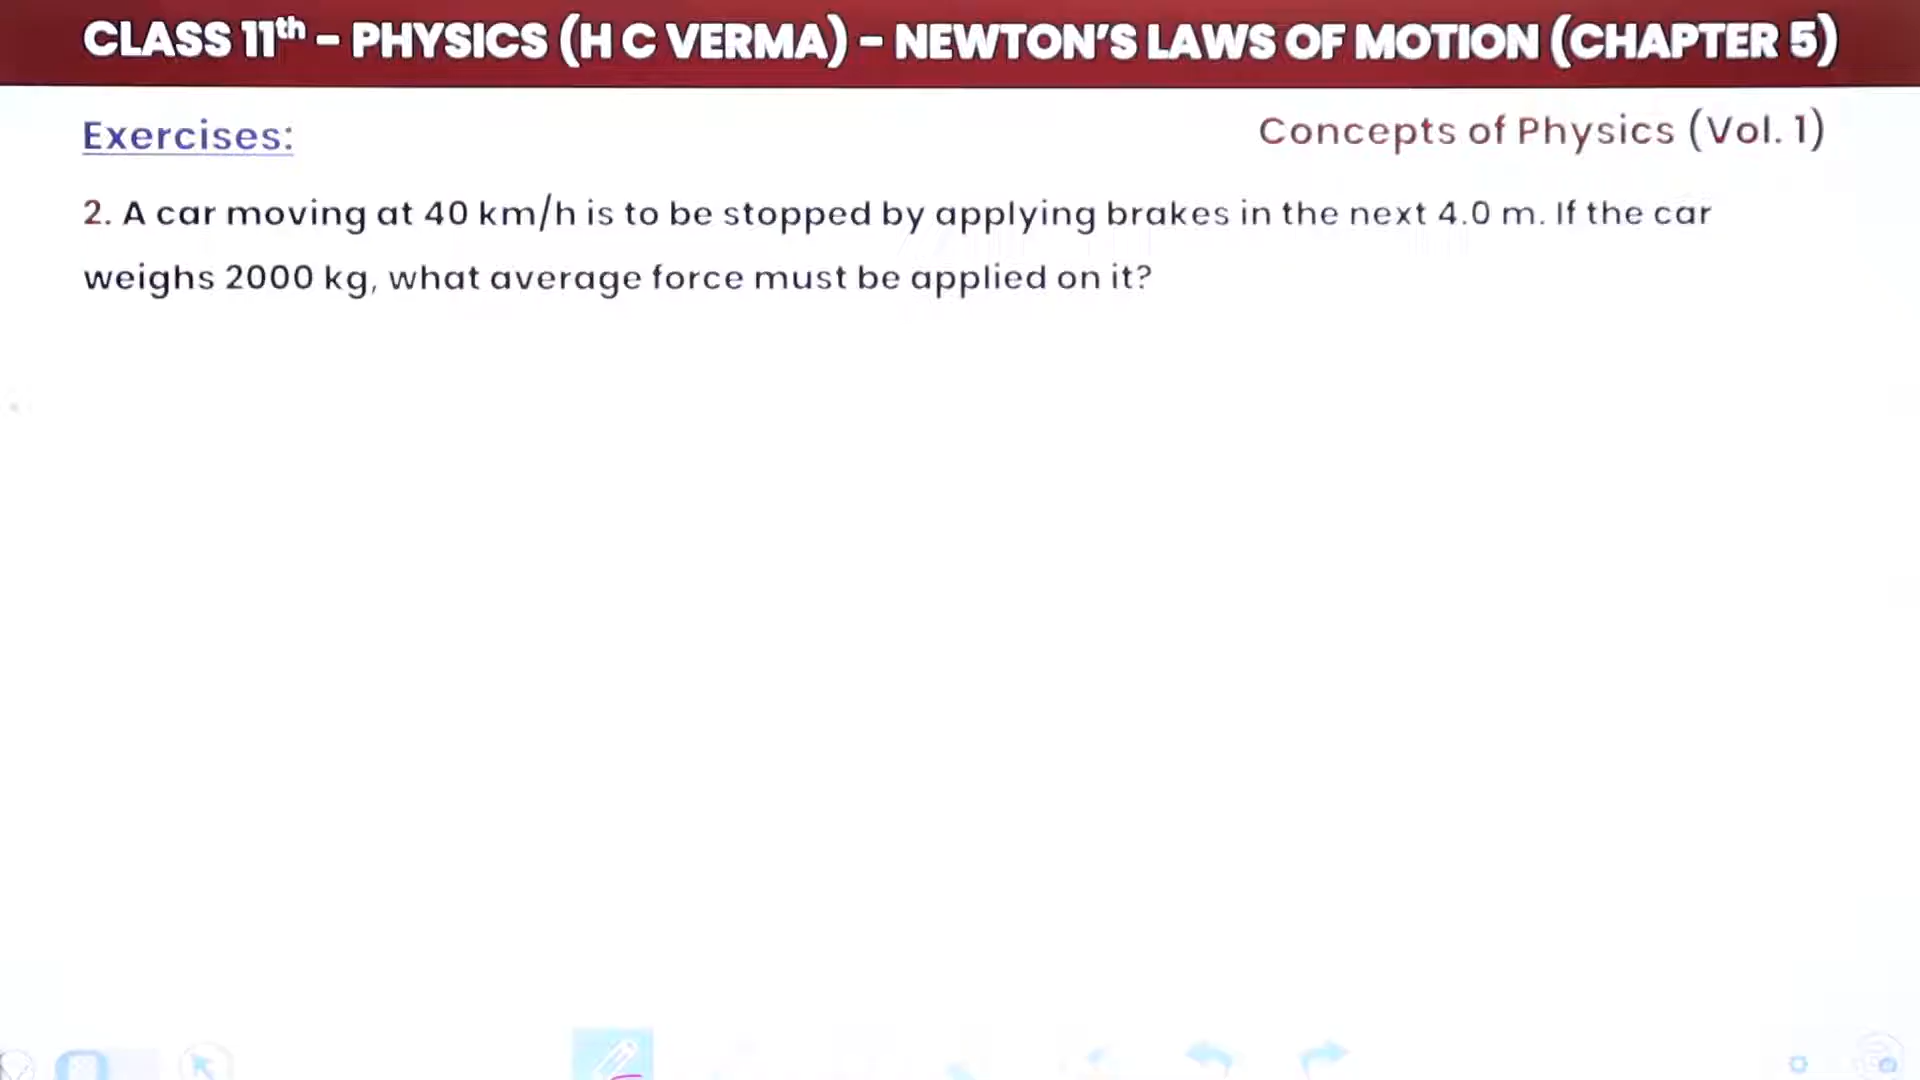 CLASS 11th - PHYSICS (H C VERMA) - NEWTON'S LAWS OF MOTION (CHAPTER 5)
Exercises:
Concepts of Physics (Vol. 1)
2. A car moving at 40 km/h is to be stopped by applying brakes in the next 4.0 m. If the car
weighs 2000 kg, what average force must be applied on it?